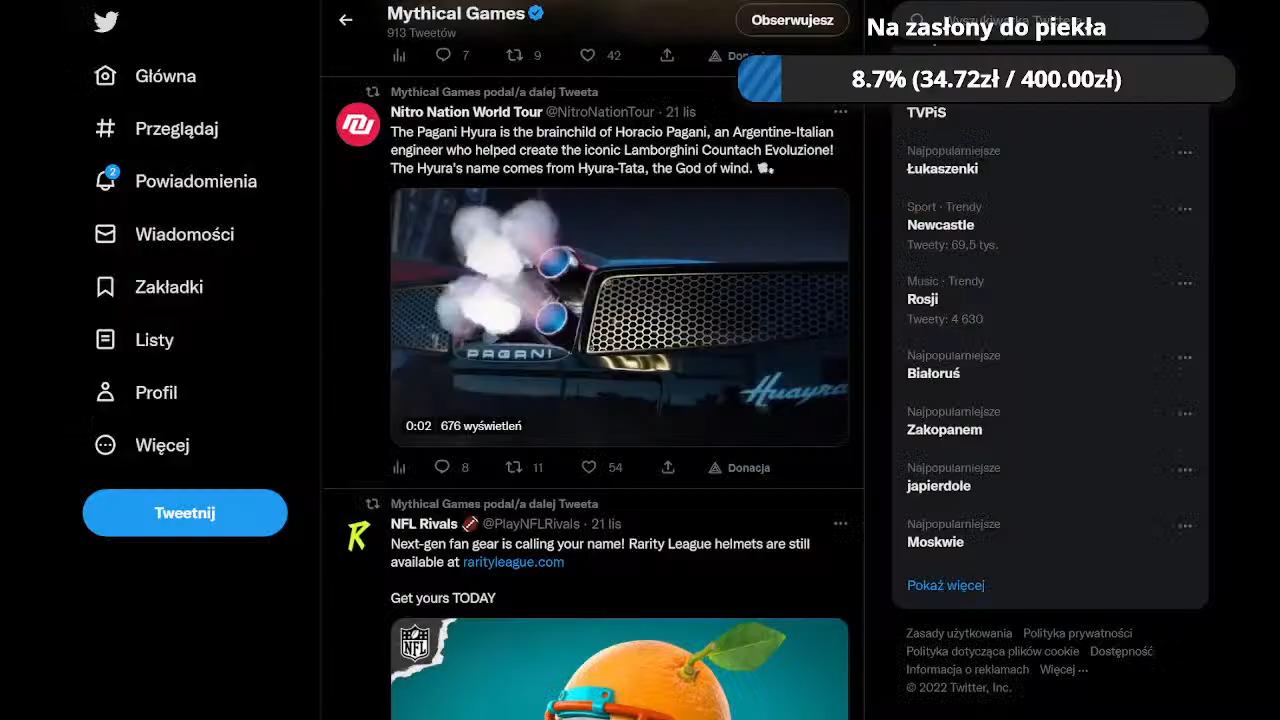 Główna
Przeglądaj
2
Powiadomienia
Wiadomości
Zakładki
Listy
Profil
Więcej
Tweetnij
Mythical Games
913 Tweetów
Obserwujesz
7
9
42
Mythical Games podał/a dalej Tweeta
Nitro Nation World Tour @NitroNationTour · 21 lis
The Pagani Hyura is the brainchild of Horacio Pagani, an Argentine-Italian
engineer who helped create the iconic Lamborghini Countach Evoluzione!
The Hyura's name comes from Hyura-Tata, the God of wind.
PAGANI
Huayra
0:02 676 wyświetleń
8
11
54
Donacja
Mythical Games podał/a dalej Tweeta
NFL Rivals @PlayNFLRivals · 21 lis
Next-gen fan gear is calling your name! Rarity League helmets are still
available at rarityleague.com
Get yours TODAY
NFL
Na zasłony do piekła
8.7% (34.72zł / 400.00zł)
TVPiS
Najpopularniejsze
Łukaszenki
Sport · Trendy
Newcastle
Tweety: 69,5 tys.
Music · Trendy
Rosji
Tweety: 4 630
Najpopularniejsze
Białoruś
Najpopularniejsze
Zakopanem
Najpopularniejsze
japierdole
Najpopularniejsze
Moskwie
Pokaż więcej
Zasady użytkowania Polityka prywatności
Polityka dotycząca plików cookie Dostępność
Informacja o reklamach Więcej ···
© 2022 Twitter, Inc.